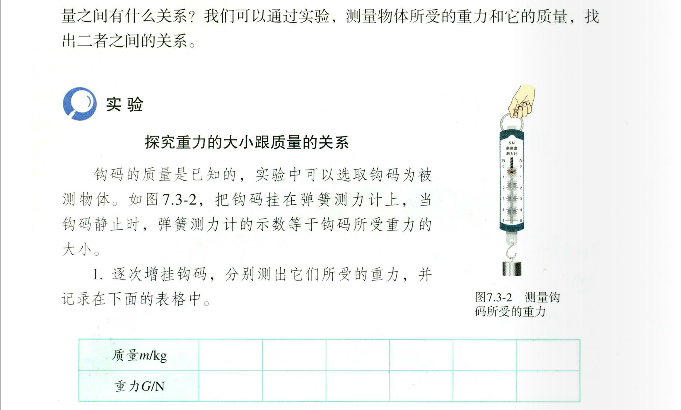 量之间有什么关系？我们可以通过实验，测量物体所受的重力和它的质量，找
出二者之间的关系。
实验
探究重力的大小跟质量的关系
钩码的质量是已知的，实验中可以选取钩码为被
测物体。如图7.3-2，把钩码挂在弹簧测力计上，当
钩码静止时，弹簧测力计的示数等于钩码所受重力的
大小。
1. 逐次增挂钩码，分别测出它们所受的重力，并
记录在下面的表格中。
图7.3-2 测量钩
码所受的重力
质量m/kg
重力G/N